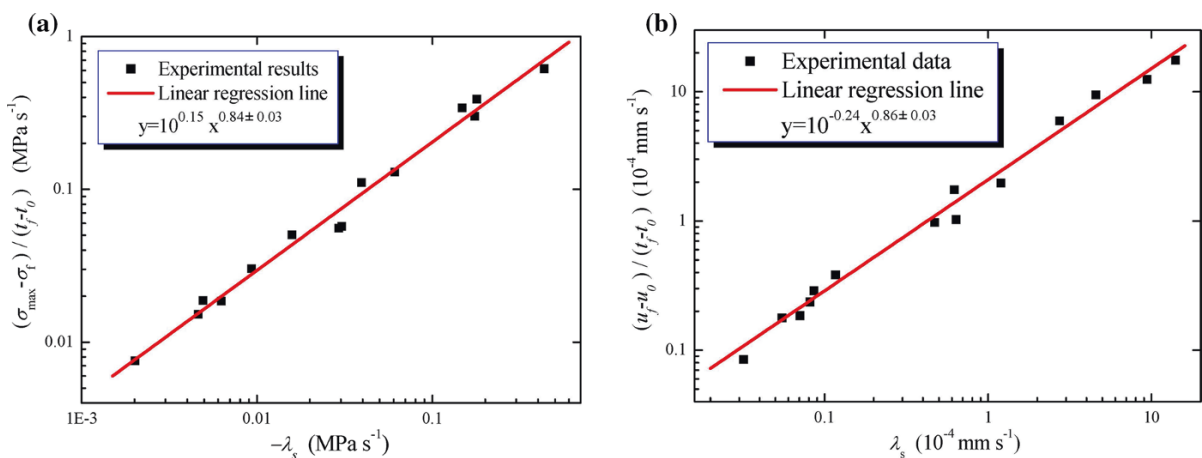 (a)
1
0.1
0.01
1E-3
0.01
0.1
(σmax-σf) / (tf-t0) (MPa s-1)
−λs (MPa s-1)
Experimental results
Linear regression line
y=10^0.15 x^0.84± 0.03
(b)
10
1
0.1
0.1
1
10
(uf-u0) / (tf-t0) (10^-4 mm s^-1)
λs (10^-4 mm s^-1)
Experimental data
Linear regression line
y=10^-0.24 x^0.86± 0.03